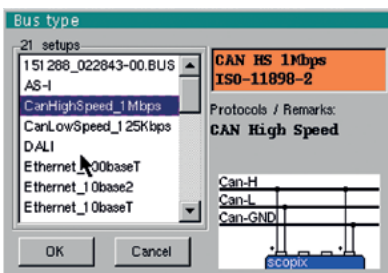 Bus type
21 setups
151288_022843-00.BUS
AS-I
CanHighSpeed_1Mbps
CanLowSpeed_125Kbps
DALI
Ethernet_100baseT
Ethernet_10base2
Ethernet_10baseT
OK
Cancel
CAN HS 1Mbps
ISO-11898-2
Protocols / Remarks:
CAN High Speed
Can-H
Can-L
Can-GND
scopix